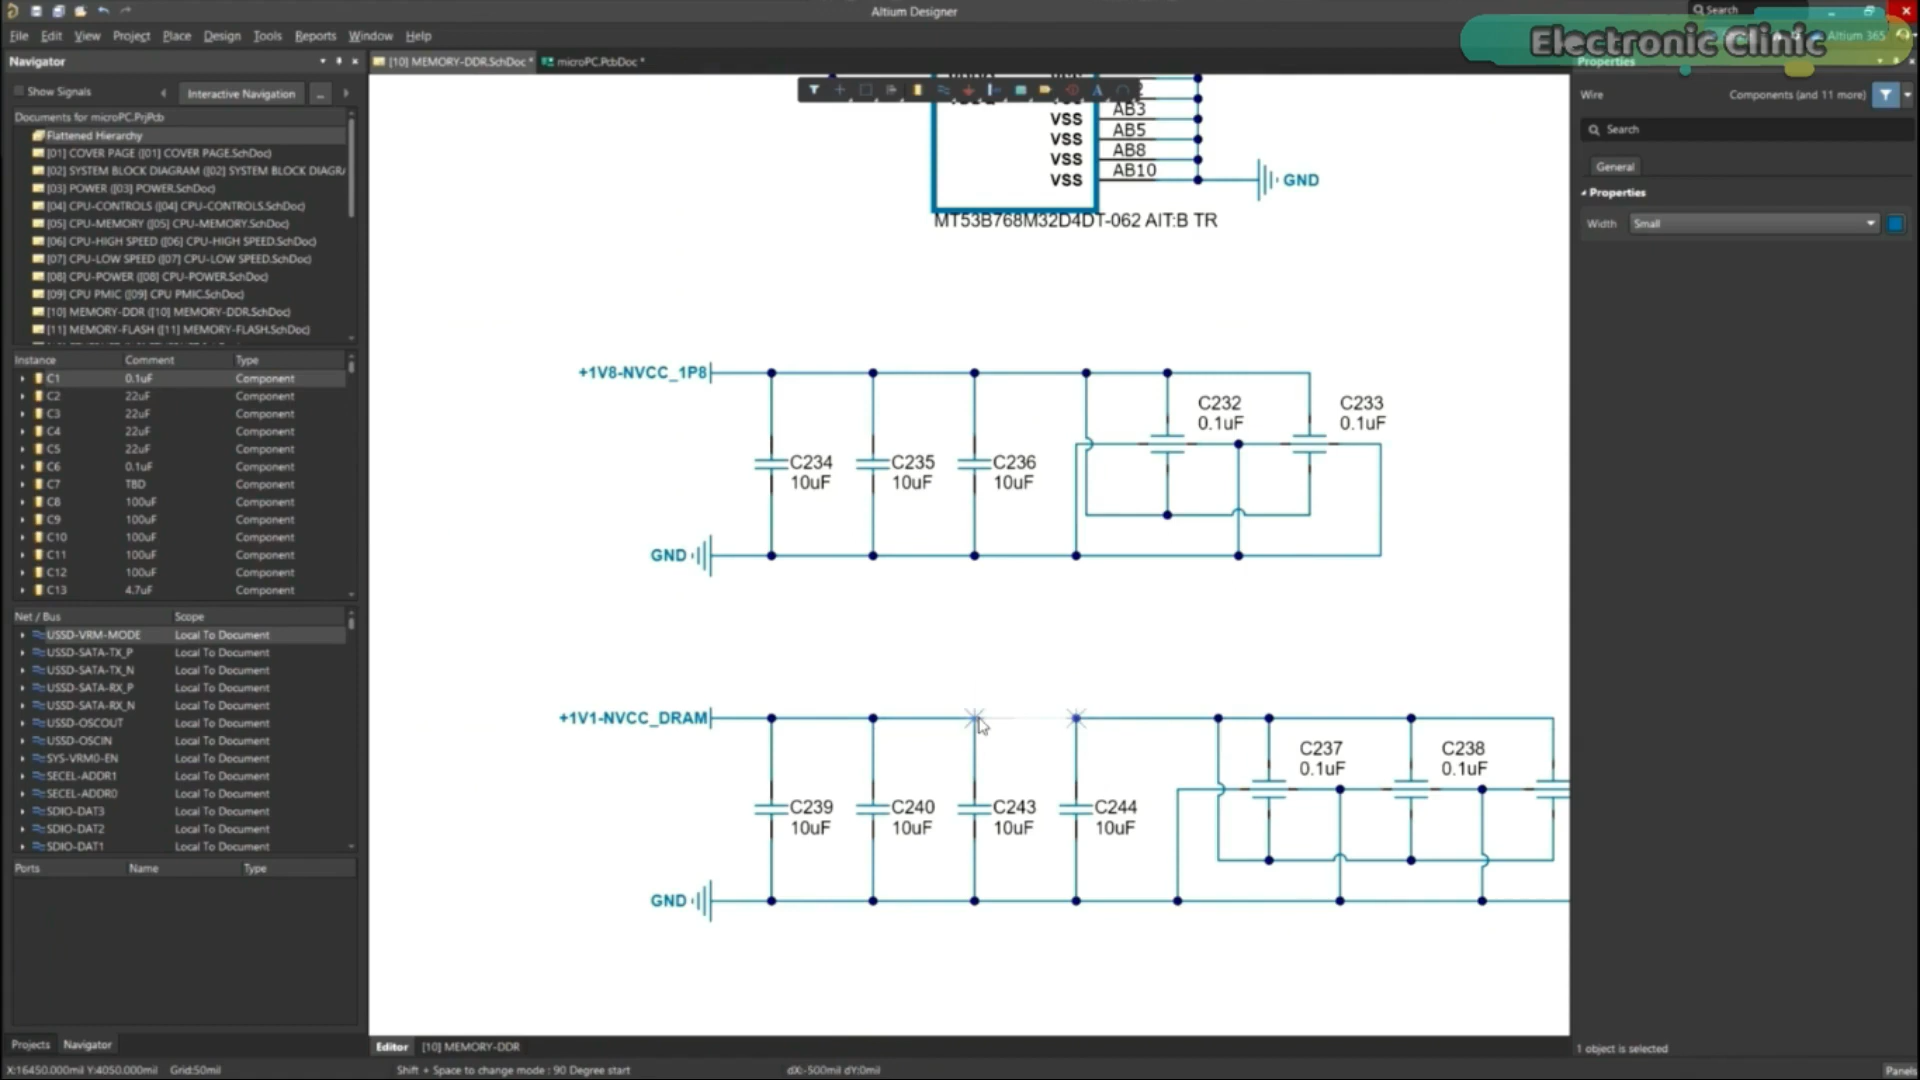 Altium Designer
Search
Electronic Clinic
Altium 365
File Edit View Project Place Design Tools Reports Window Help
Navigator
[10] MEMORY-DDR.SchDoc *
microPC.PcbDoc *
Properties
Show Signals
Interactive Navigation
...
Wire
Components (and 11 more)
Documents for microPC.PrjPcb
Search
Flattened Hierarchy
[01] COVER PAGE ([01] COVER PAGE.SchDoc)
[02] SYSTEM BLOCK DIAGRAM ([02] SYSTEM BLOCK DIAGRA
[03] POWER ([03] POWER.SchDoc)
[04] CPU-CONTROLS ([04] CPU-CONTROLS.SchDoc)
[05] CPU-MEMORY ([05] CPU-MEMORY.SchDoc)
[06] CPU-HIGH SPEED ([06] CPU-HIGH SPEED.SchDoc)
[07] CPU-LOW SPEED ([07] CPU-LOW SPEED.SchDoc)
[08] CPU-POWER ([08] CPU-POWER.SchDoc)
[09] CPU PMIC ([09] CPU PMIC.SchDoc)
[10] MEMORY-DDR ([10] MEMORY-DDR.SchDoc)
[11] MEMORY-FLASH ([11] MEMORY-FLASH.SchDoc)
General
Properties
Width Small
VSS AB3
VSS AB5
VSS AB8
VSS AB10
GND
MT53B768M32D4DT-062 AIT:B TR
Instance Comment Type
C1 0.1uF Component
C2 22uF Component
C3 22uF Component
C4 22uF Component
C5 22uF Component
C6 0.1uF Component
C7 TBD Component
C8 100uF Component
C9 100uF Component
C10 100uF Component
C11 100uF Component
C12 100uF Component
C13 4.7uF Component
+1V8-NVCC_1P8
C232
0.1uF
C233
0.1uF
C234
10uF
C235
10uF
C236
10uF
GND
Net / Bus Scope
USSD-VRM-MODE Local To Document
USSD-SATA-TX_P Local To Document
USSD-SATA-TX_N Local To Document
USSD-SATA-RX_P Local To Document
USSD-SATA-RX_N Local To Document
USSD-OSCOUT Local To Document
USSD-OSCIN Local To Document
SYS-VRM0-EN Local To Document
SECEL-ADDR1 Local To Document
SECEL-ADDR0 Local To Document
SDIO-DAT3 Local To Document
SDIO-DAT2 Local To Document
SDIO-DAT1 Local To Document
+1V1-NVCC_DRAM
C237
0.1uF
C238
0.1uF
C239
10uF
C240
10uF
C243
10uF
C244
10uF
GND
Ports Name Type
Projects Navigator
Editor [10] MEMORY-DDR
1 object is selected
X:16450.000mil Y:4050.000mil Grid:50mil
Shift + Space to change mode : 90 Degree start
dX:-500mil dY:0mil
Panels